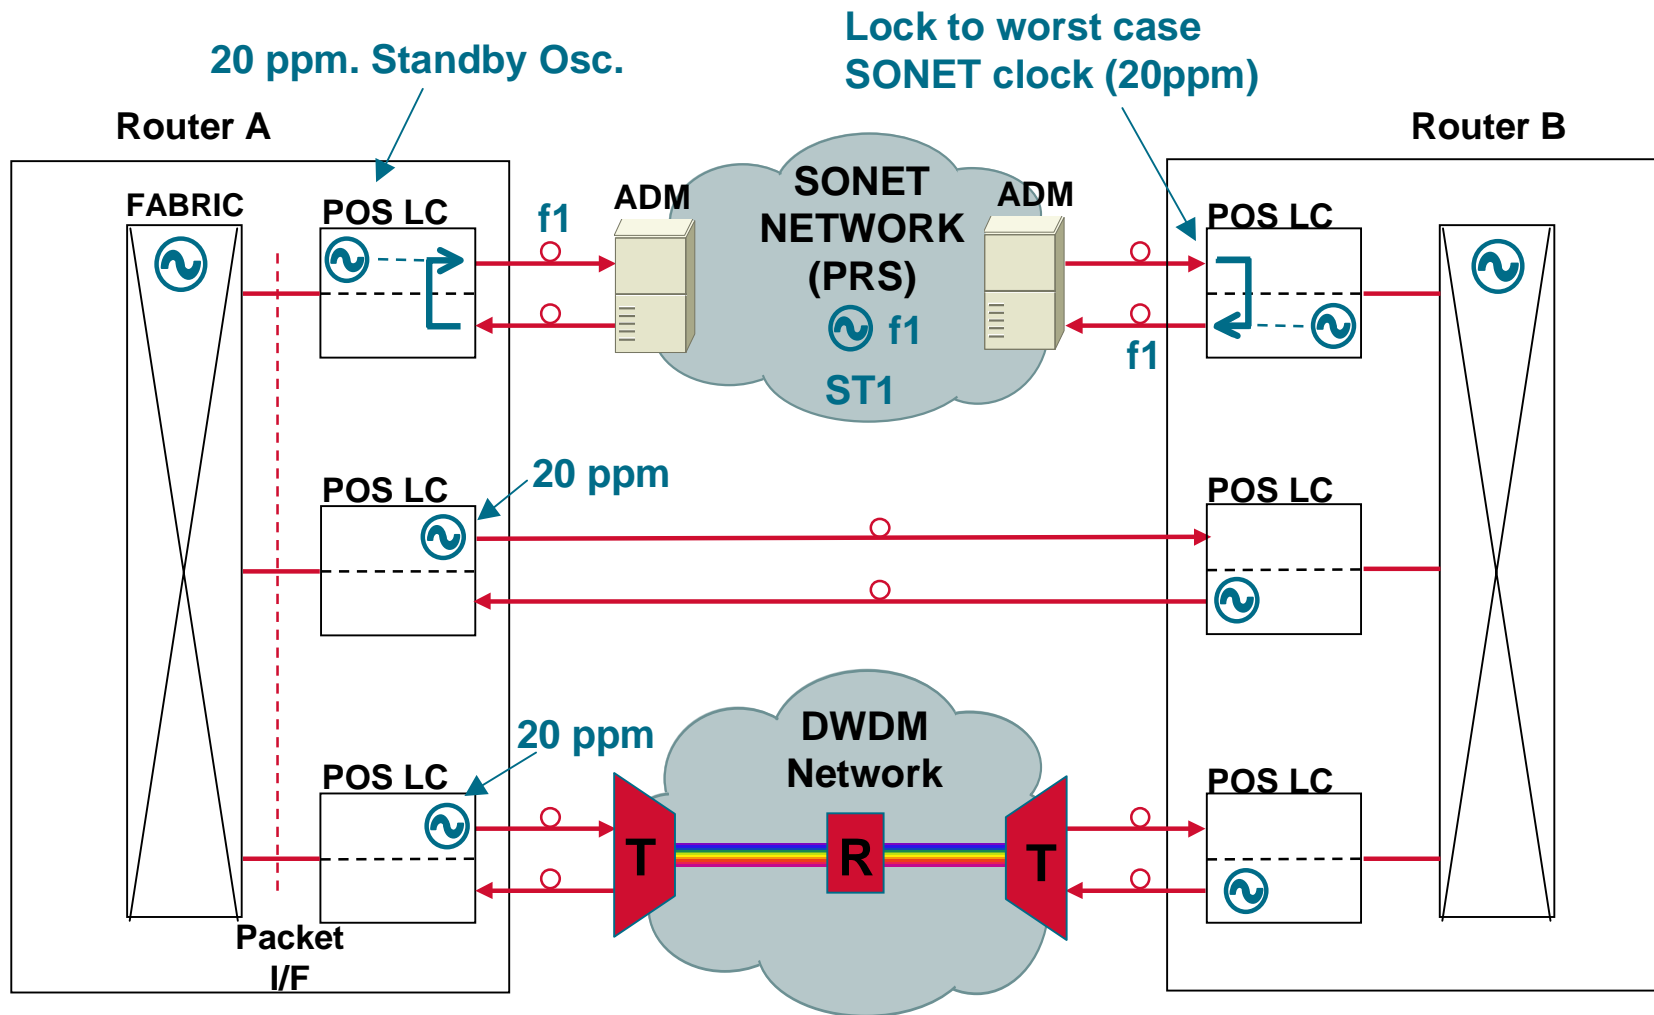 Lock to worst case
SONET clock (20ppm)
20 ppm. Standby Osc.
Router A
Router B
FABRIC
POS LC
f1
ADM
SONET
NETWORK
(PRS)
f1
ST1
ADM
f1
POS LC
POS LC
20 ppm
POS LC
POS LC
20 ppm
DWDM
Network
T
R
T
POS LC
Packet
I/F